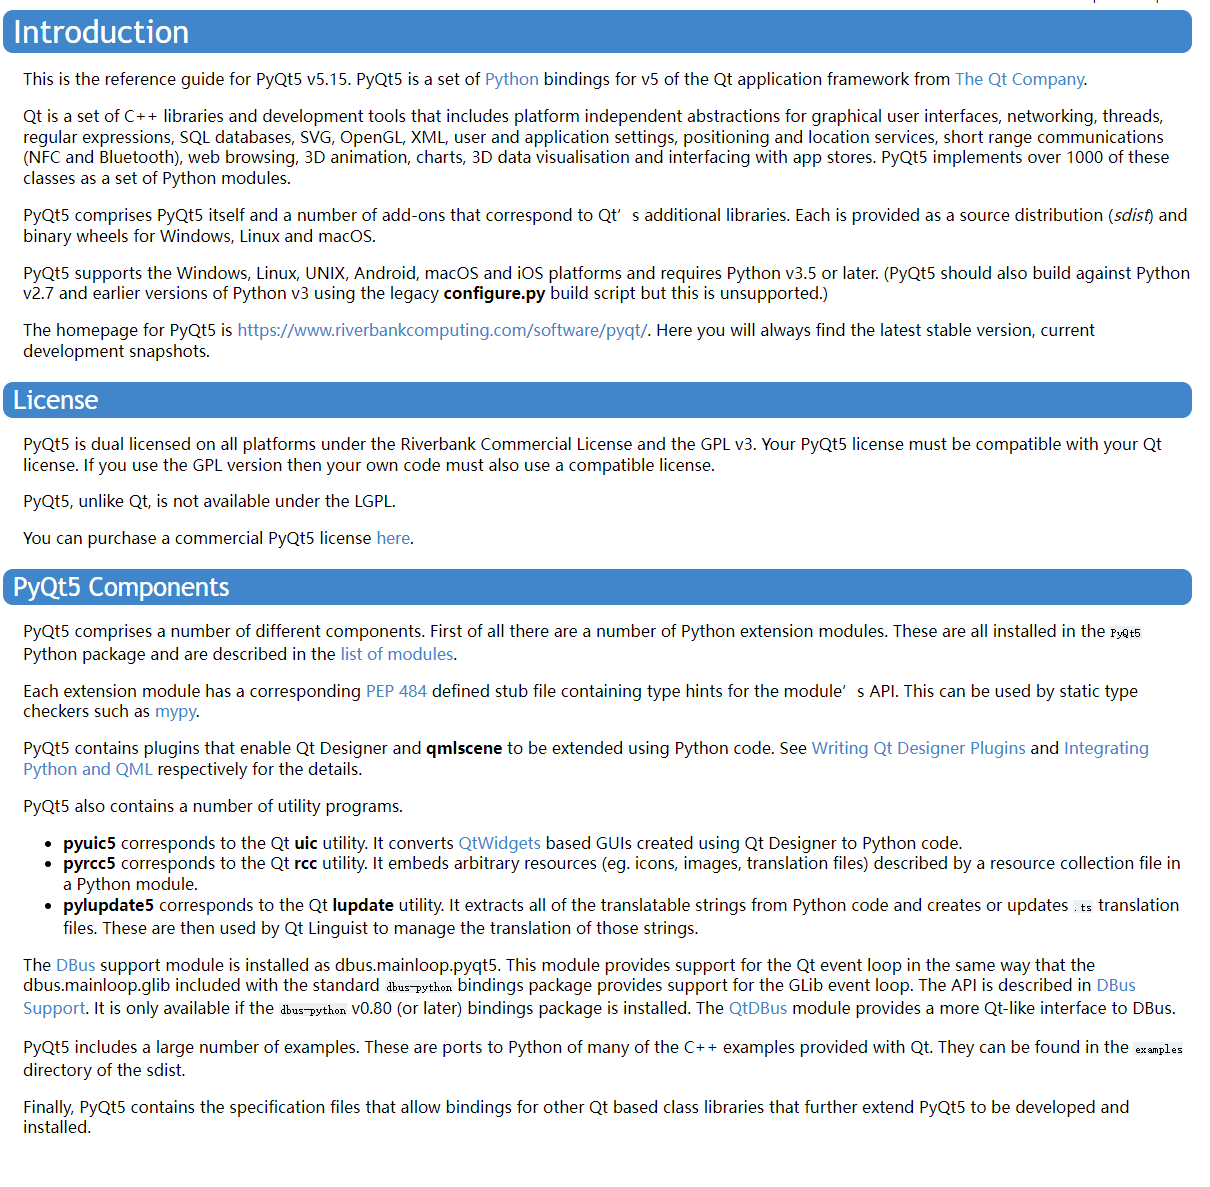 Introduction
This is the reference guide for PyQt5 v5.15. PyQt5 is a set of Python bindings for v5 of the Qt application framework from The Qt Company.
Qt is a set of C++ libraries and development tools that includes platform independent abstractions for graphical user interfaces, networking, threads,
regular expressions, SQL databases, SVG, OpenGL, XML, user and application settings, positioning and location services, short range communications
(NFC and Bluetooth), web browsing, 3D animation, charts, 3D data visualisation and interfacing with app stores. PyQt5 implements over 1000 of these
classes as a set of Python modules.
PyQt5 comprises PyQt5 itself and a number of add-ons that correspond to Qt’s additional libraries. Each is provided as a source distribution (sdist) and
binary wheels for Windows, Linux and macOS.
PyQt5 supports the Windows, Linux, UNIX, Android, macOS and iOS platforms and requires Python v3.5 or later. (PyQt5 should also build against Python
v2.7 and earlier versions of Python v3 using the legacy configure.py build script but this is unsupported.)
The homepage for PyQt5 is https://www.riverbankcomputing.com/software/pyqt/. Here you will always find the latest stable version, current
development snapshots.
License
PyQt5 is dual licensed on all platforms under the Riverbank Commercial License and the GPL v3. Your PyQt5 license must be compatible with your Qt
license. If you use the GPL version then your own code must also use a compatible license.
PyQt5, unlike Qt, is not available under the LGPL.
You can purchase a commercial PyQt5 license here.
PyQt5 Components
PyQt5 comprises a number of different components. First of all there are a number of Python extension modules. These are all installed in the PyQt5
Python package and are described in the list of modules.
Each extension module has a corresponding PEP 484 defined stub file containing type hints for the module’s API. This can be used by static type
checkers such as mypy.
PyQt5 contains plugins that enable Qt Designer and qmlscene to be extended using Python code. See Writing Qt Designer Plugins and Integrating
Python and QML respectively for the details.
PyQt5 also contains a number of utility programs.
• pyuic5 corresponds to the Qt uic utility. It converts QtWidgets based GUIs created using Qt Designer to Python code.
• pyrcc5 corresponds to the Qt rcc utility. It embeds arbitrary resources (eg. icons, images, translation files) described by a resource collection file in
a Python module.
• pylupdate5 corresponds to the Qt lupdate utility. It extracts all of the translatable strings from Python code and creates or updates .ts translation
files. These are then used by Qt Linguist to manage the translation of those strings.
The DBus support module is installed as dbus.mainloop.pyqt5. This module provides support for the Qt event loop in the same way that the
dbus.mainloop.glib included with the standard dbus-python bindings package provides support for the GLib event loop. The API is described in DBus
Support. It is only available if the dbus-python v0.80 (or later) bindings package is installed. The QtDBus module provides a more Qt-like interface to DBus.
PyQt5 includes a large number of examples. These are ports to Python of many of the C++ examples provided with Qt. They can be found in the examples
directory of the sdist.
Finally, PyQt5 contains the specification files that allow bindings for other Qt based class libraries that further extend PyQt5 to be developed and
installed.